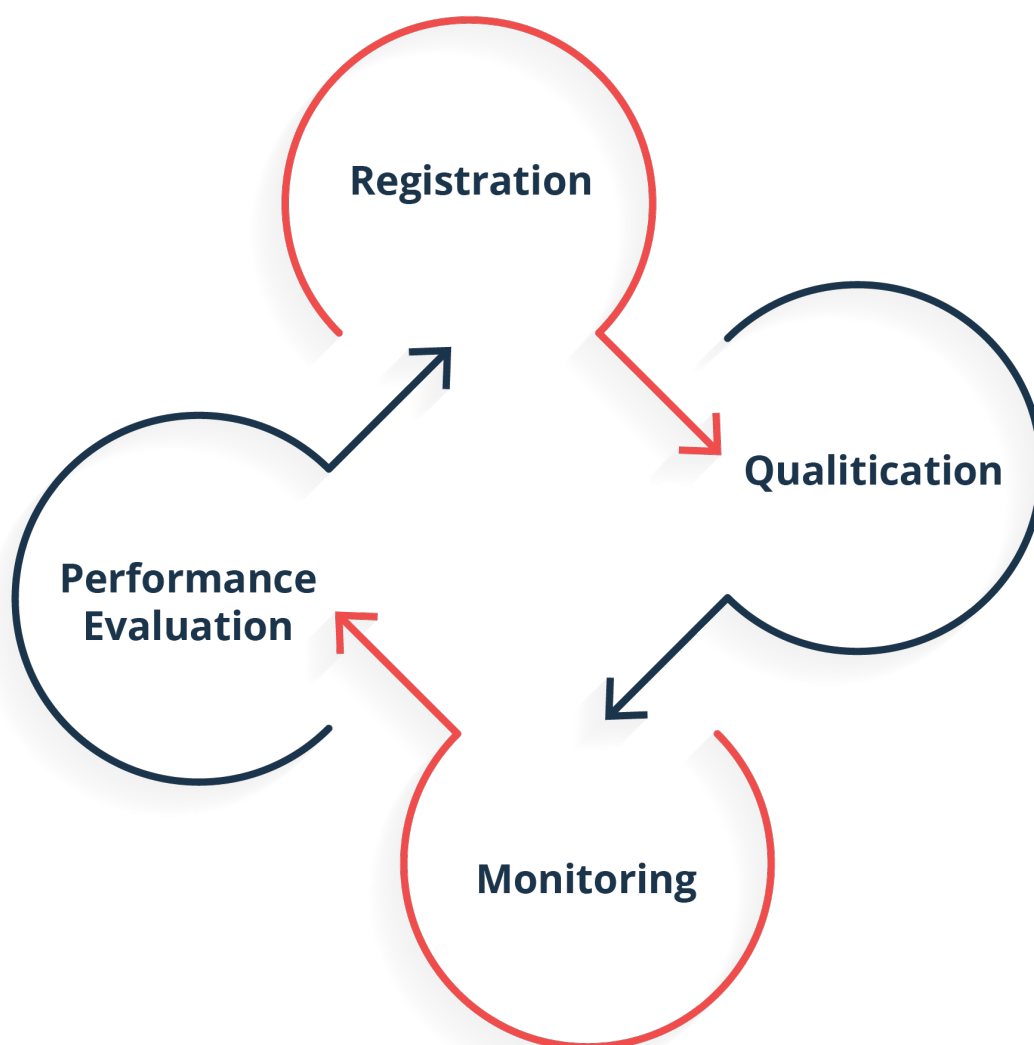 Registration
Qualitication
Performance
Evaluation
Monitoring